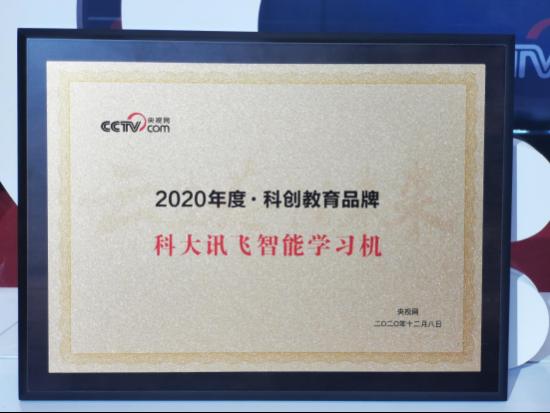 CCTV.com 央视网
2020年度·科创教育品牌
科大讯飞智能学习机
央视网
二〇二〇年十二月八日